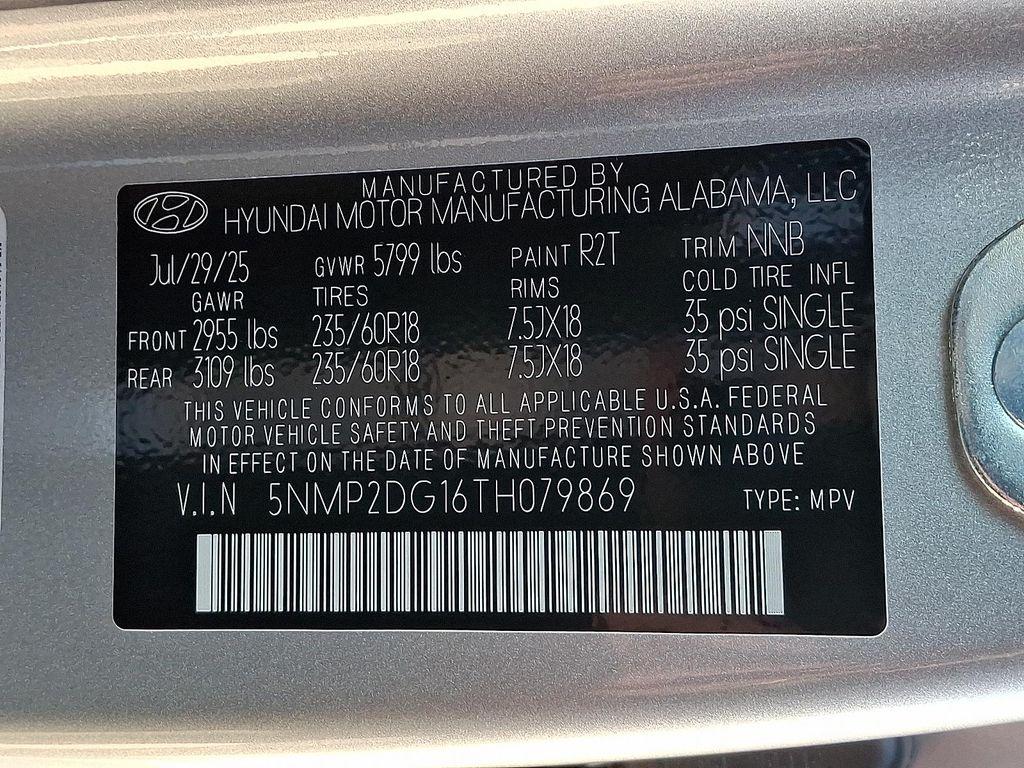 MANUFACTURED BY
HYUNDAI MOTOR MANUFACTURING ALABAMA, LLC
Jul/29/25 GVWR 5799 lbs PAINT R2T TRIM NNB
GAWR TIRES RIMS COLD TIRE INFL
FRONT 2955 lbs 235/60R18 7.5JX18 35 psi SINGLE
REAR 3109 lbs 235/60R18 7.5JX18 35 psi SINGLE
THIS VEHICLE CONFORMS TO ALL APPLICABLE U.S.A. FEDERAL
MOTOR VEHICLE SAFETY AND THEFT PREVENTION STANDARDS
IN EFFECT ON THE DATE OF MANUFACTURE SHOWN ABOVE
V.I.N 5NMP2DG16TH079869 TYPE: MPV